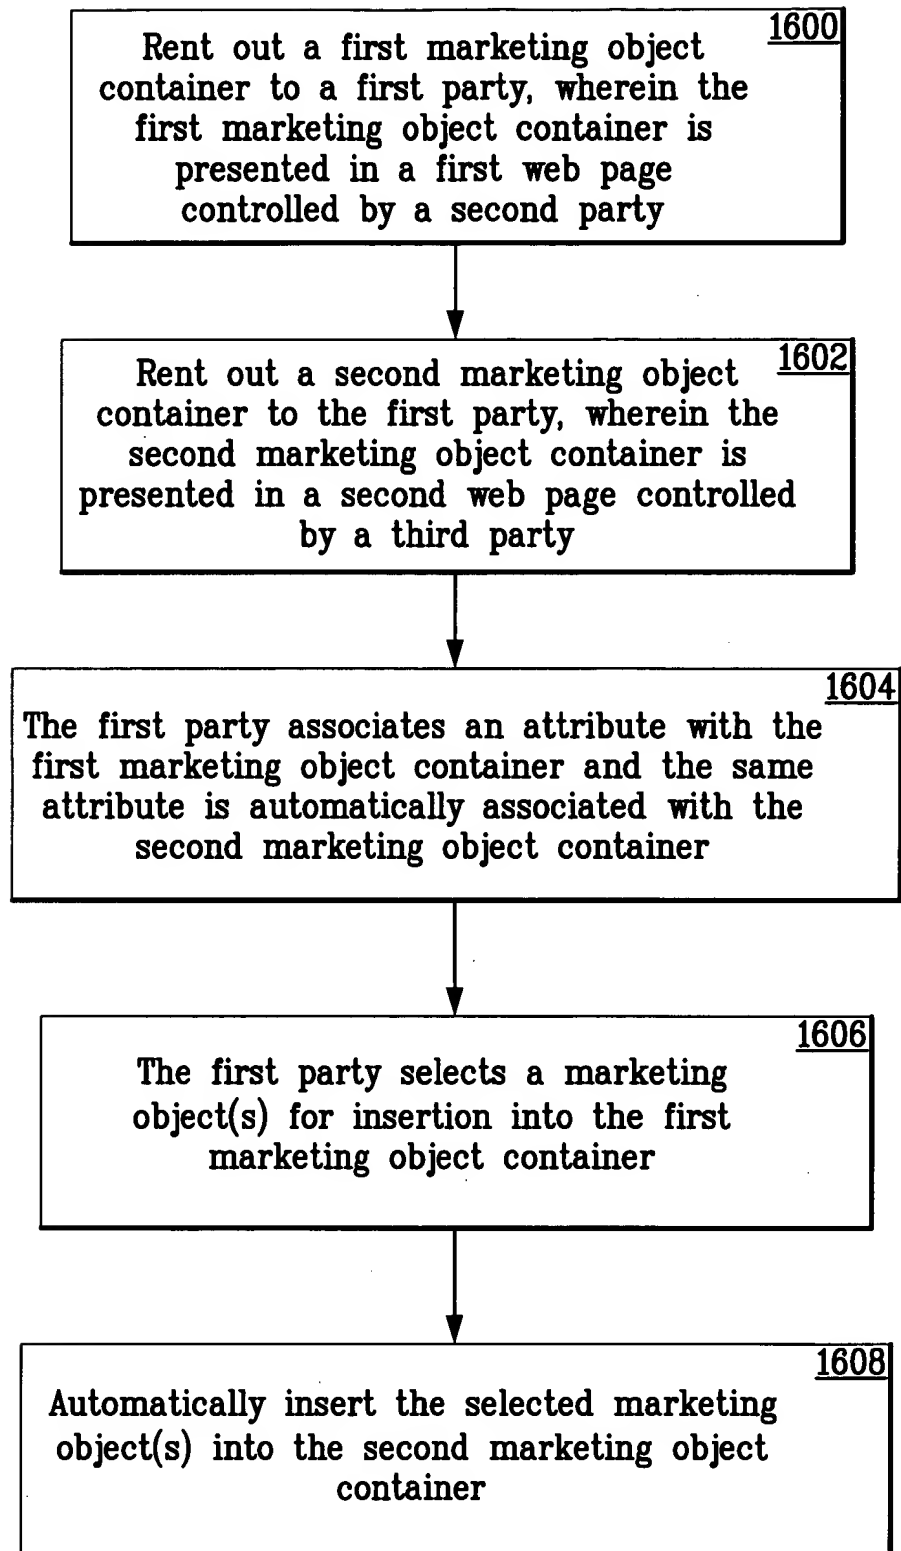 1600
Rent out a first marketing object
container to a first party, wherein the
first marketing object container is
presented in a first web page
controlled by a second party
1602
Rent out a second marketing object
container to the first party, wherein the
second marketing object container is
presented in a second web page controlled
by a third party
1604
The first party associates an attribute with the
first marketing object container and the same
attribute is automatically associated with the
second marketing object container
1606
The first party selects a marketing
object(s) for insertion into the first
marketing object container
1608
Automatically insert the selected marketing
object(s) into the second marketing object
container